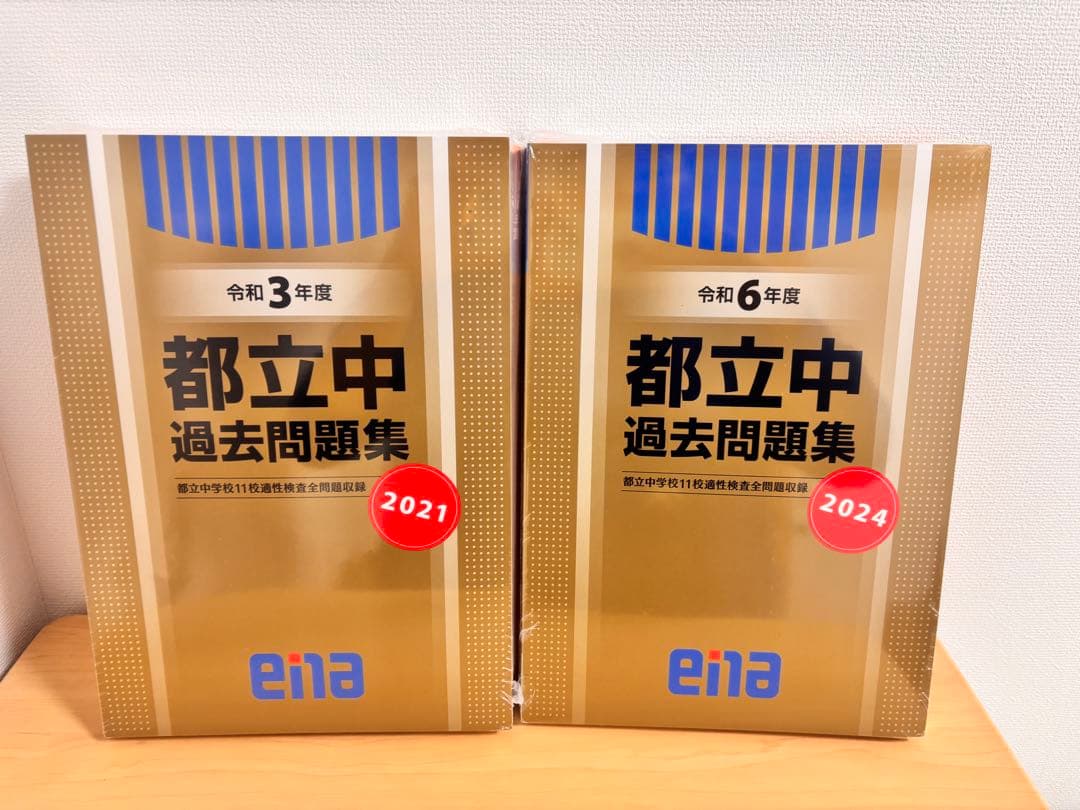 令和3年度
都立中
過去問題集
都立中学校11校適性検査全問題収録
2021
ena
令和6年度
都立中
過去問題集
都立中学校11校適性検査全問題収録
2024
ena